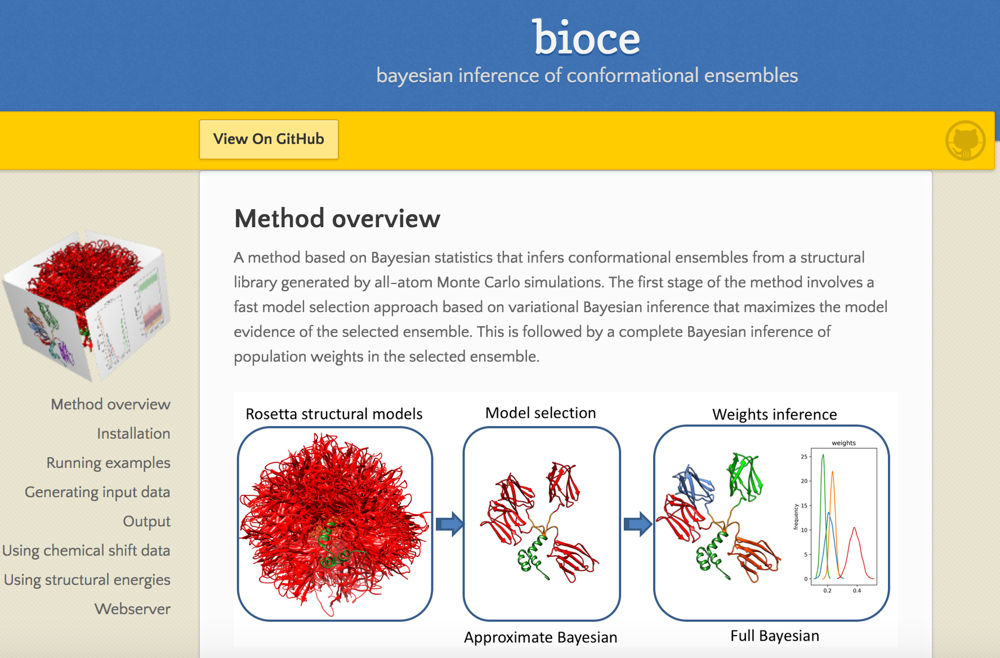 bioce
bayesian inference of conformational ensembles
View On GitHub
Method overview
Installation
Running examples
Generating input data
Output
Using chemical shift data
Using structural energies
Webserver
Method overview
A method based on Bayesian statistics that infers conformational ensembles from a structural
library generated by all-atom Monte Carlo simulations. The first stage of the method involves a
fast model selection approach based on variational Bayesian inference that maximizes the model
evidence of the selected ensemble. This is followed by a complete Bayesian inference of
population weights in the selected ensemble.
Rosetta structural models
Model selection
Weights inference
weights
frequency
25
20
15
10
5
0
0.2
0.4
Approximate Bayesian
Full Bayesian